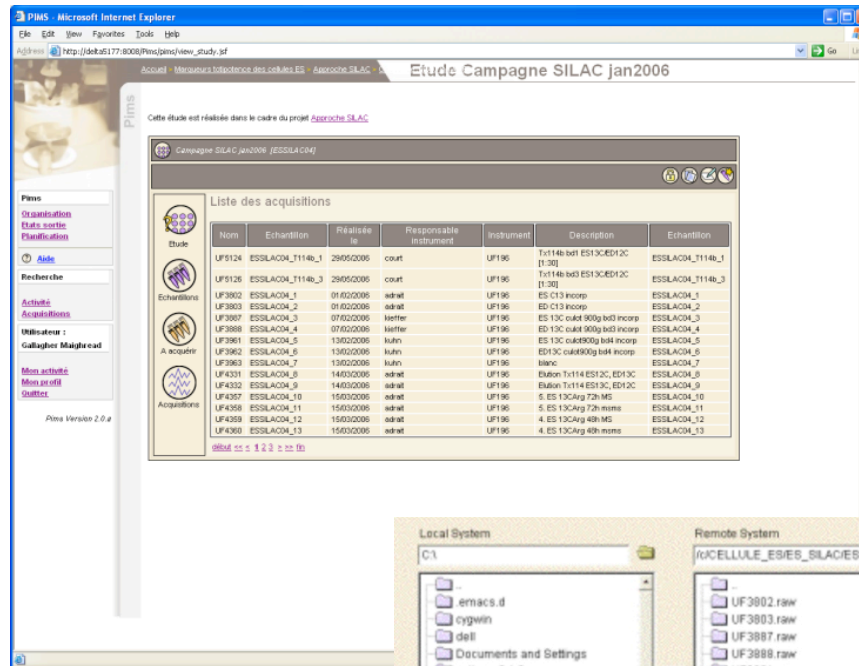 PIMS - Microsoft Internet Explorer
File Edit View Favorites Tools Help
Address http://delta5177:8008/Pims/pims/view_study.jsf Go
Accueil - Marqueurs totipotence des cellules ES - Approche SILAC -
Etude Campagne SILAC jan2006
Pims
Cette étude est réalisée dans le cadre du projet Approche SILAC
Campagne SILAC jan2006 [ESSILAC04]
Pims
Organisation
Etats sortie
Planification
Aide
Recherche
Activité
Acquisitions
Utilisateur :
Gallagher Maighread
Mon activité
Mon profil
Quitter
Pims Version 2.0.a
Etude
Echantillons
A acquérir
Acquisitions
Liste des acquisitions
Nom Echantillon Réalisée le Responsable instrument Instrument Description Echantillon
UF5124 ESSILAC04_T114b_1 29/05/2006 court UF196 Tx114b bd1 ES13C/ED12C [1:30] ESSILAC04_T114b_1
UF5126 ESSILAC04_T114b_3 29/05/2006 court UF196 Tx114b bd3 ES13C/ED12C [1:30] ESSILAC04_T114b_3
UF3802 ESSILAC04_1 01/02/2006 adrait UF196 ES C13 incorp ESSILAC04_1
UF3803 ESSILAC04_2 01/02/2006 adrait UF196 ED C13 incorp ESSILAC04_2
UF3887 ESSILAC04_3 07/02/2006 kieffer UF196 ES 13C culot 900g bd3 incorp ESSILAC04_3
UF3888 ESSILAC04_4 07/02/2006 kieffer UF196 ED 13C culot 900g bd3 incorp ESSILAC04_4
UF3961 ESSILAC04_5 13/02/2006 kuhn UF196 ES 13C culot900g bd4 incorp ESSILAC04_5
UF3962 ESSILAC04_6 13/02/2006 kuhn UF196 ED13C culot900g bd4 incorp ESSILAC04_6
UF3963 ESSILAC04_7 13/02/2006 kuhn UF196 blanc ESSILAC04_7
UF4331 ESSILAC04_8 14/03/2006 adrait UF196 Elution Tx114 ES12C, ED13C ESSILAC04_8
UF4332 ESSILAC04_9 14/03/2006 adrait UF196 Elution Tx114 ES13C, ED12C ESSILAC04_9
UF4357 ESSILAC04_10 15/03/2006 adrait UF196 5. ES 13CArg 72h MS ESSILAC04_10
UF4358 ESSILAC04_11 15/03/2006 adrait UF196 5. ES 13CArg 72h msms ESSILAC04_11
UF4359 ESSILAC04_12 15/03/2006 adrait UF196 4. ES 13CArg 48h MS ESSILAC04_12
UF4360 ESSILAC04_13 15/03/2006 adrait UF196 4. ES 13CArg 48h msms ESSILAC04_13
début << < 1 2 3 > >> fin
Local System
C:\
..
.emacs.d
cygwin
dell
Documents and Settings
Remote System
/c/CELLULE_ES/ES_SILAC/ES
..
UF3802.raw
UF3803.raw
UF3887.raw
UF3888.raw